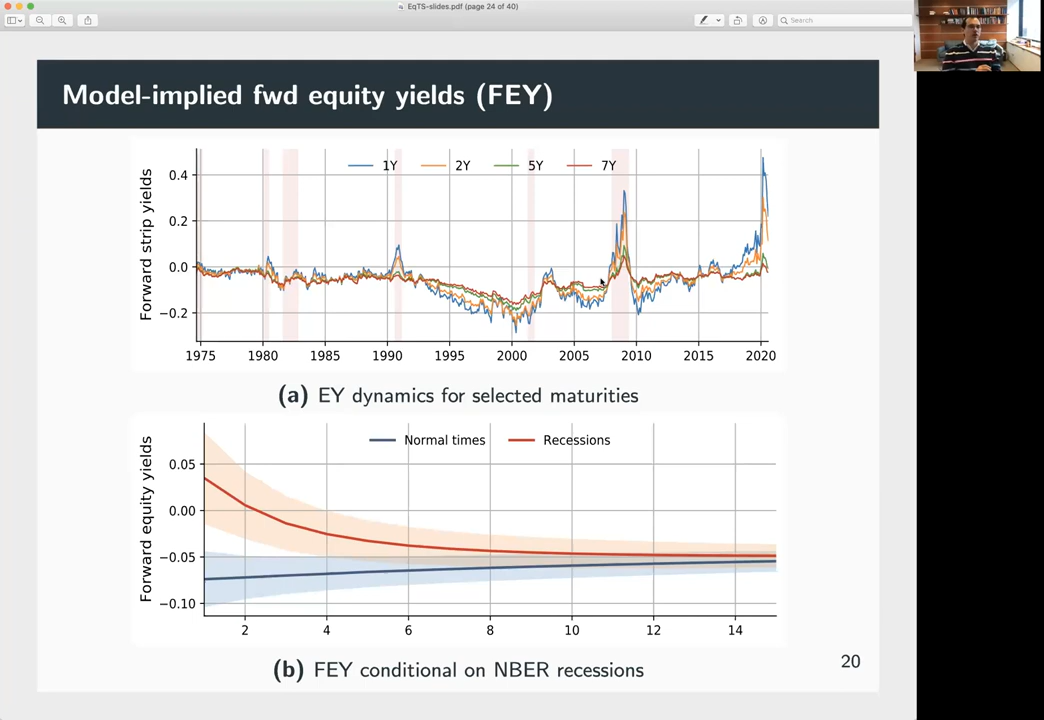 EqTS-slides.pdf (page 24 of 40)
Search
Model-implied fwd equity yields (FEY)
1Y 2Y 5Y 7Y
Forward strip yields
0.4
0.2
0.0
−0.2
1975 1980 1985 1990 1995 2000 2005 2010 2015 2020
(a) EY dynamics for selected maturities
Normal times Recessions
Forward equity yields
0.05
0.00
−0.05
−0.10
2 4 6 8 10 12 14
(b) FEY conditional on NBER recessions
20